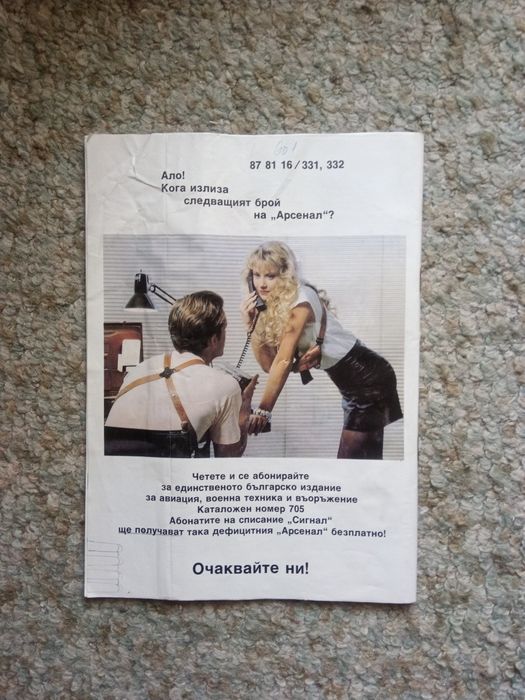 87 81 16/331, 332
Ало!
Кога излиза
следващият брой
на „Арсенал“?
Четете и се абонирайте
за единственото българско издание
за авиация, военна техника и въоръжение
Каталожен номер 705
Абонатите на списание „Сигнал“
ще получават така дефицитния „Арсенал“ безплатно!
Очаквайте ни!